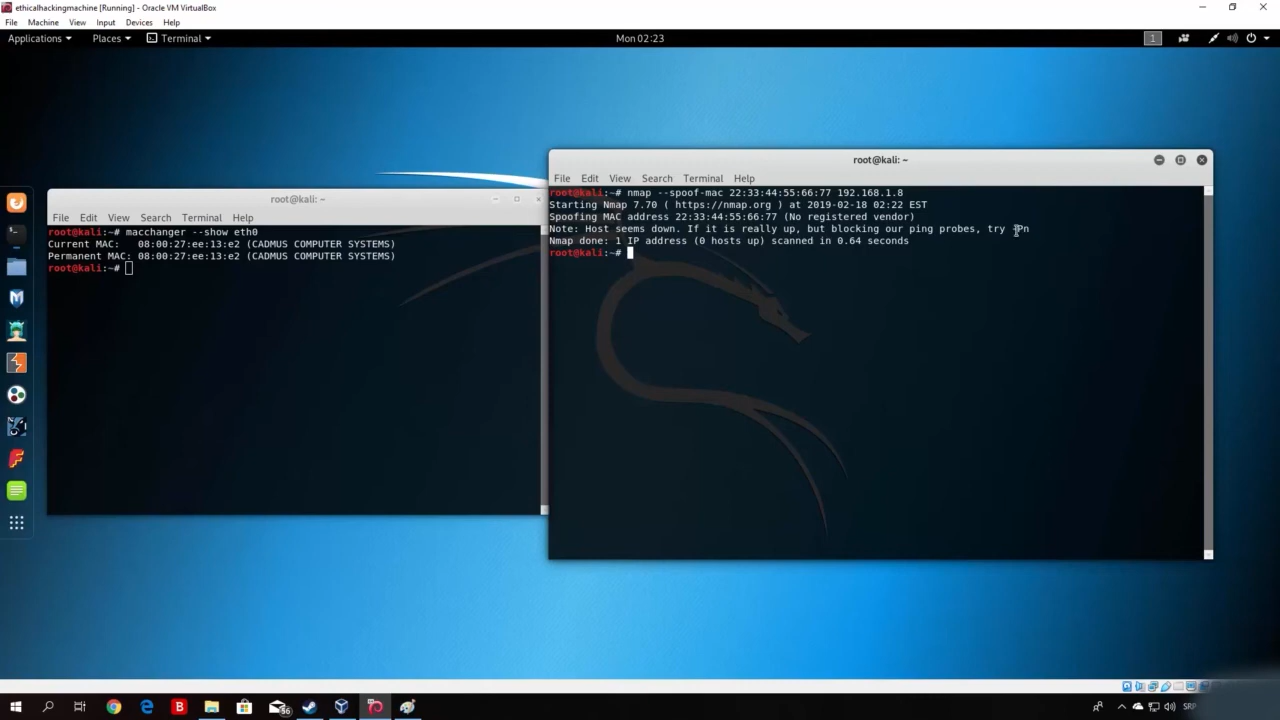 ethicalhackingmachine [Running] - Oracle VM VirtualBox
File Machine View Input Devices Help
Applications Places Terminal Mon 02:23 1
root@kali: ~
File Edit View Search Terminal Help
root@kali:~# macchanger --show eth0
Current MAC:   08:00:27:ee:13:e2 (CADMUS COMPUTER SYSTEMS)
Permanent MAC: 08:00:27:ee:13:e2 (CADMUS COMPUTER SYSTEMS)
root@kali:~#
root@kali: ~
File Edit View Search Terminal Help
root@kali:~# nmap --spoof-mac 22:33:44:55:66:77 192.168.1.8
Starting Nmap 7.70 ( https://nmap.org ) at 2019-02-18 02:22 EST
Spoofing MAC address 22:33:44:55:66:77 (No registered vendor)
Note: Host seems down. If it is really up, but blocking our ping probes, try -Pn
Nmap done: 1 IP address (0 hosts up) scanned in 0.64 seconds
root@kali:~#
B 56 SRP